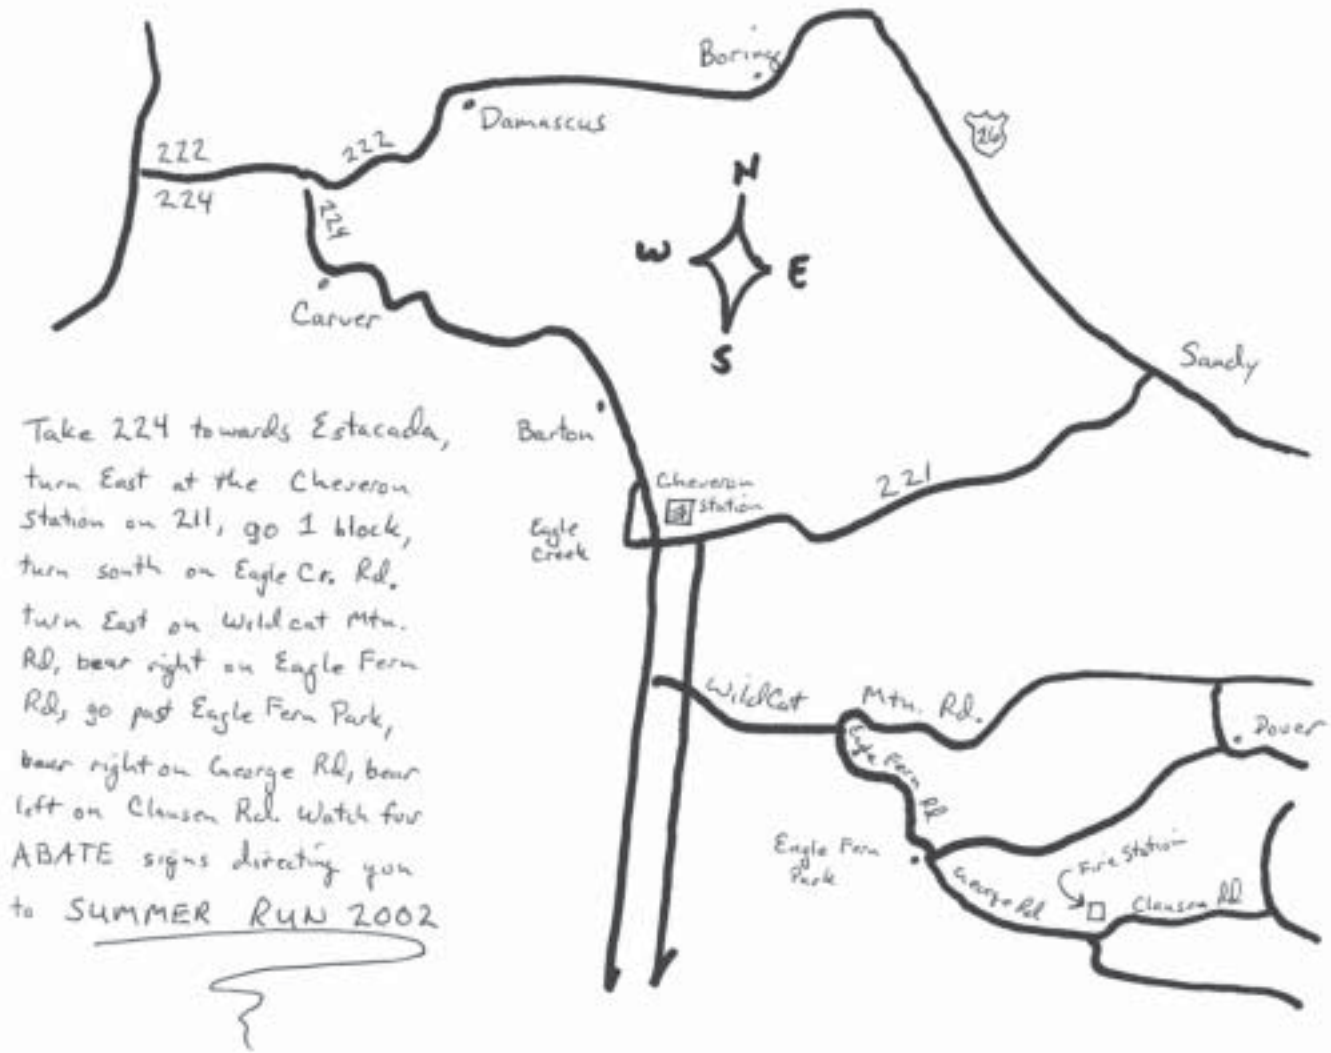 Boring
Damascus
26
222
222
224
224
N
W
E
S
Carver
Sandy
Barton
Cheveron
Station
221
Eagle
Creek
Take 224 towards Estacada,
turn East at the Cheveron
Station on 211, go 1 block,
turn south on Eagle Cr. Rd.
turn East on Wildcat Mtn.
Rd, bear right on Eagle Fern
Rd, go past Eagle Fern Park,
bear right on George Rd, bear
left on Clausen Rd. Watch for
ABATE signs directing you
to SUMMER RUN 2002
WildCat Mtn. Rd.
Dover
Eagle Fern Rd
Eagle Fern
Park
Fire Station
George Rd
Clausen Rd